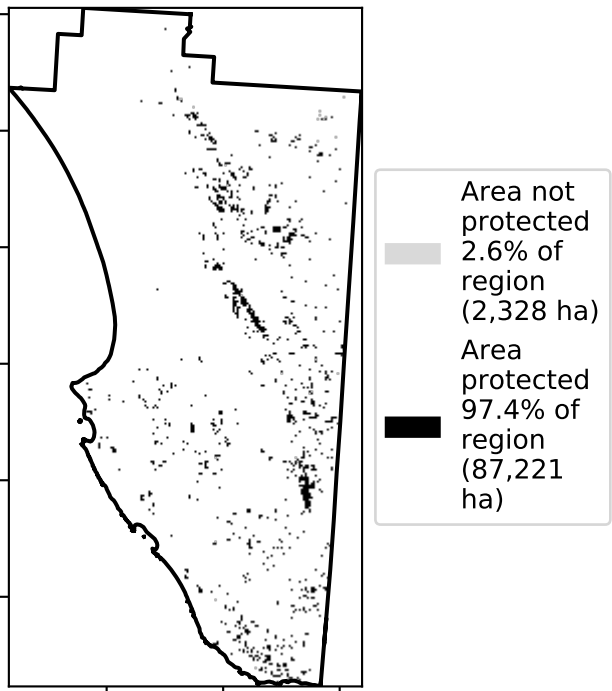 Area not
protected
2.6% of
region
(2,328 ha)
Area
protected
97.4% of
region
(87,221
ha)